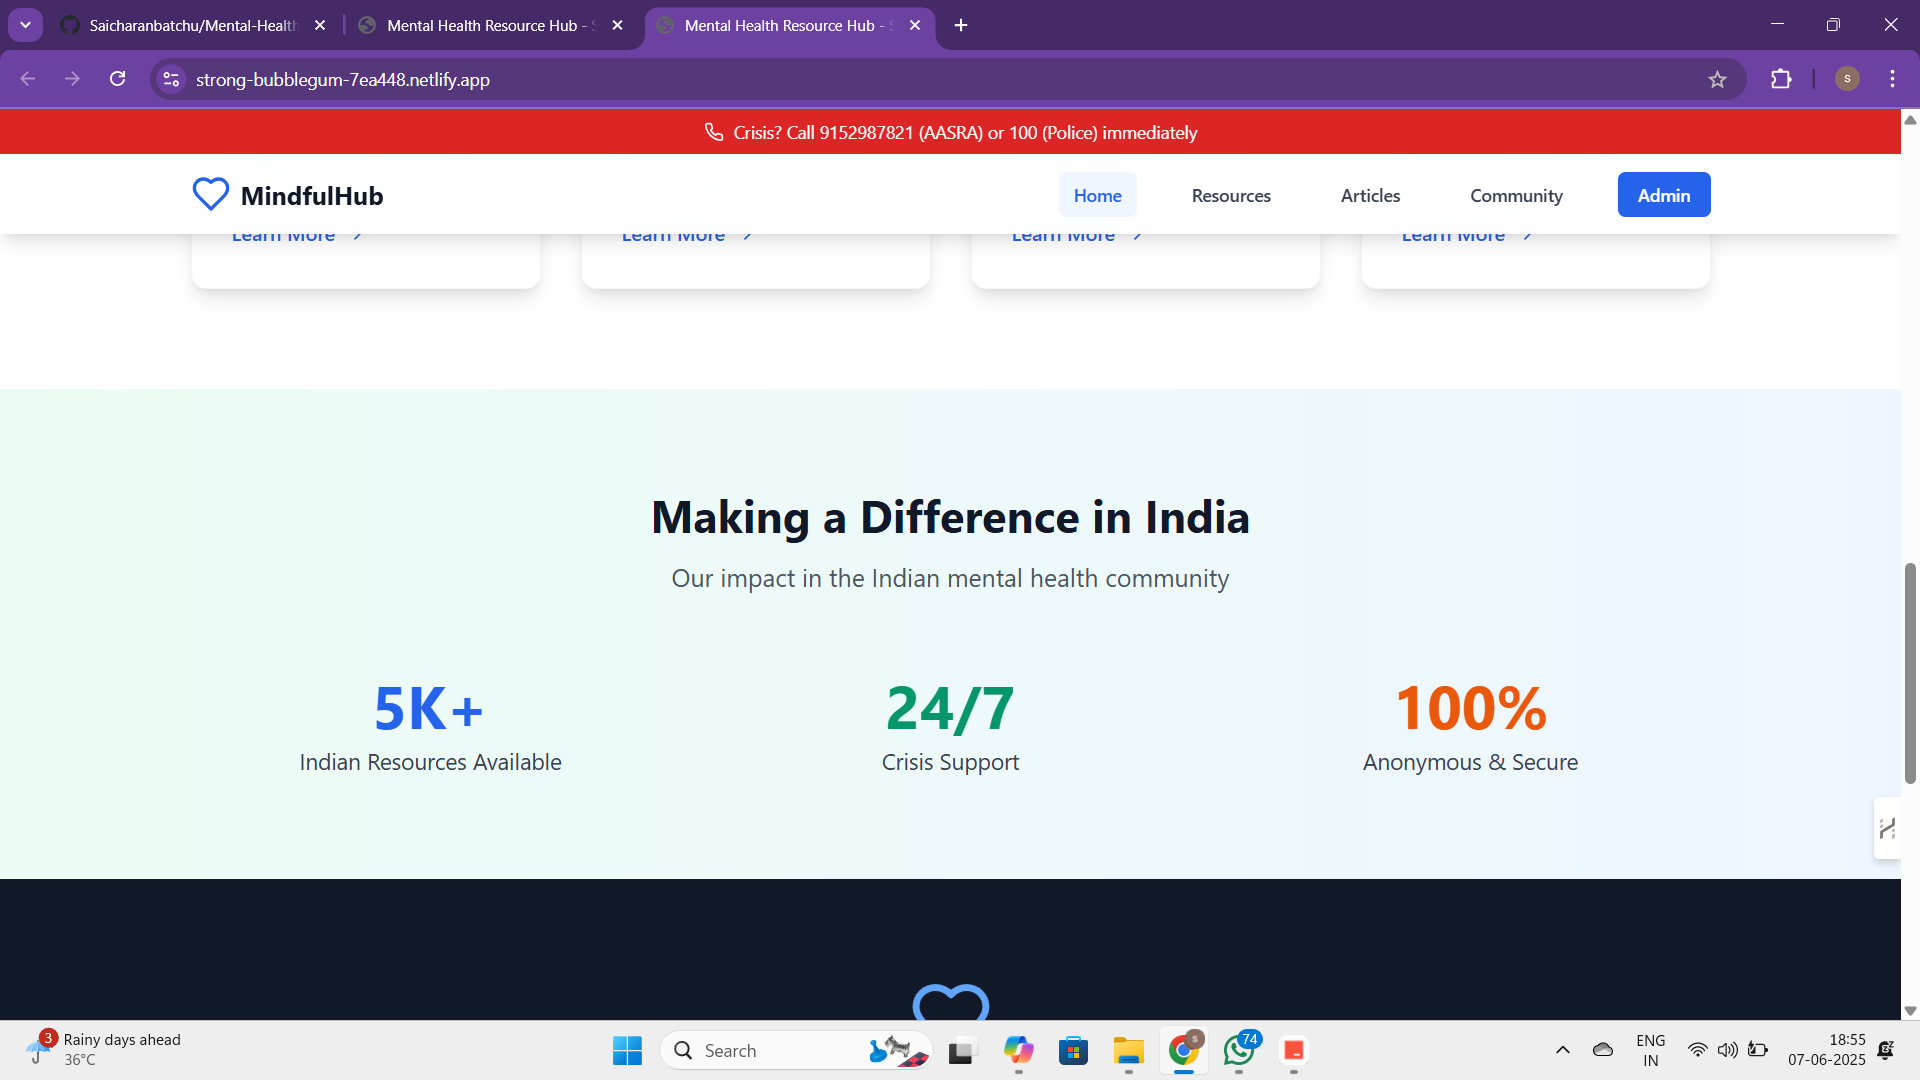 Saicharanbatchu/Mental-Health
Mental Health Resource Hub -
Mental Health Resource Hub -
strong-bubblegum-7ea448.netlify.app
S
Crisis? Call 9152987821 (AASRA) or 100 (Police) immediately
MindfulHub
Home
Resources
Articles
Community
Admin
Learn More
Learn More
Learn More
Learn More
Making a Difference in India
Our impact in the Indian mental health community
5K+
24/7
100%
Indian Resources Available
Crisis Support
Anonymous & Secure
3
Rainy days ahead
36°C
Search
S
74
ENG
IN
18:55
07-06-2025